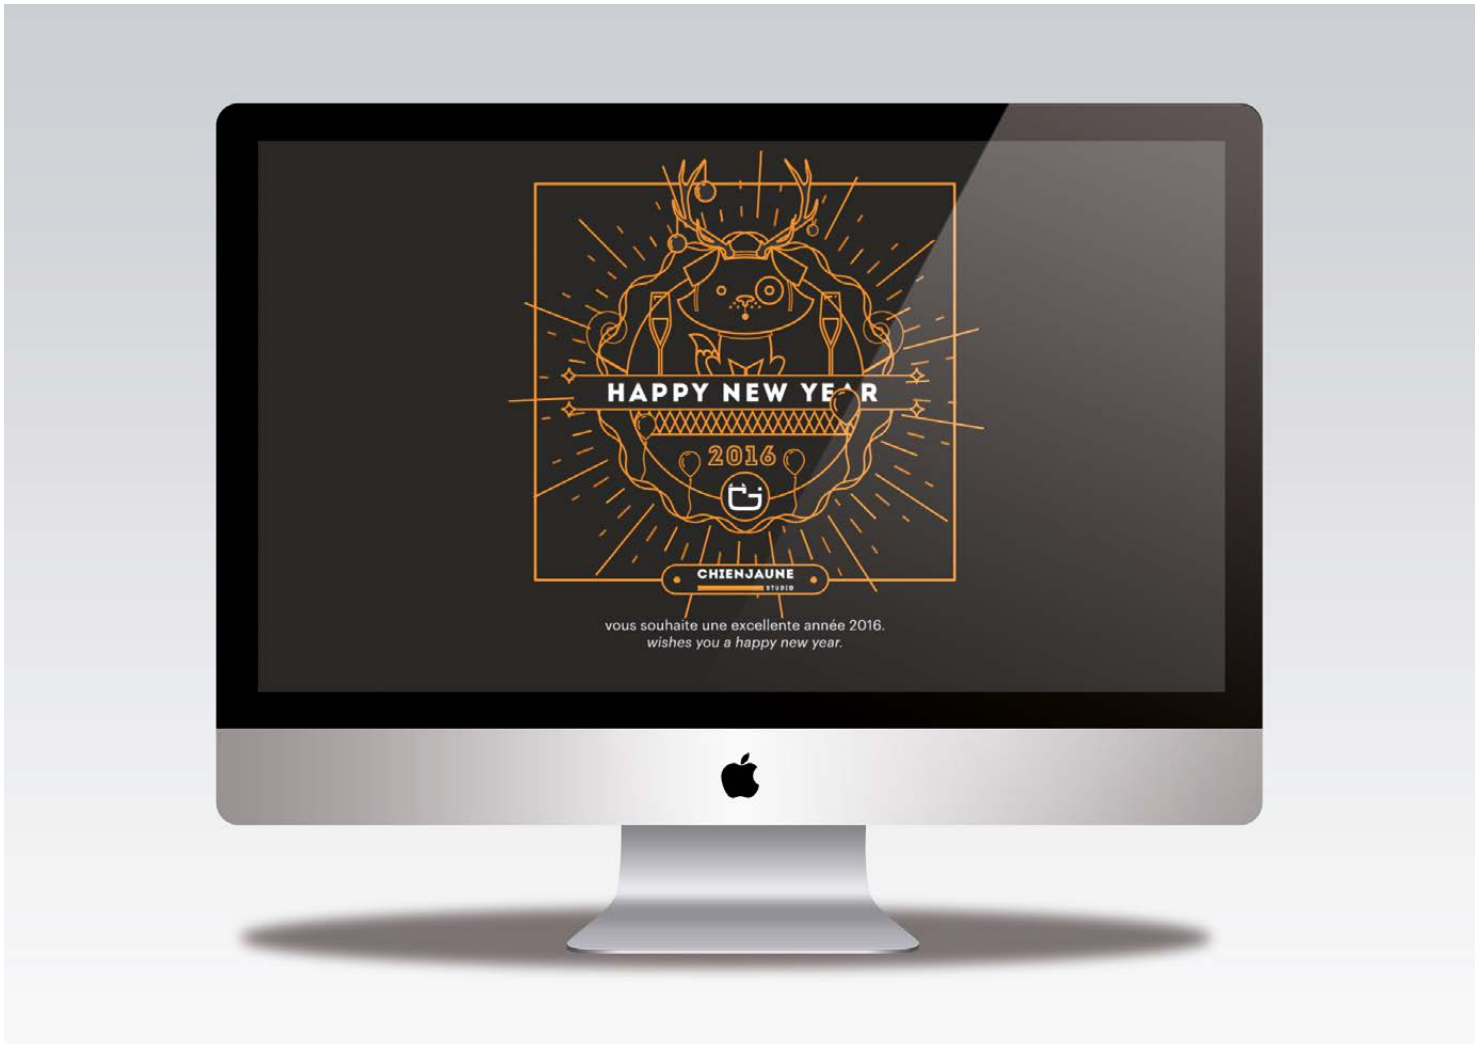 HAPPY NEW YEAR
2016
CHIENJAUNE
STUDIO
vous souhaite une excellente année 2016.
wishes you a happy new year.